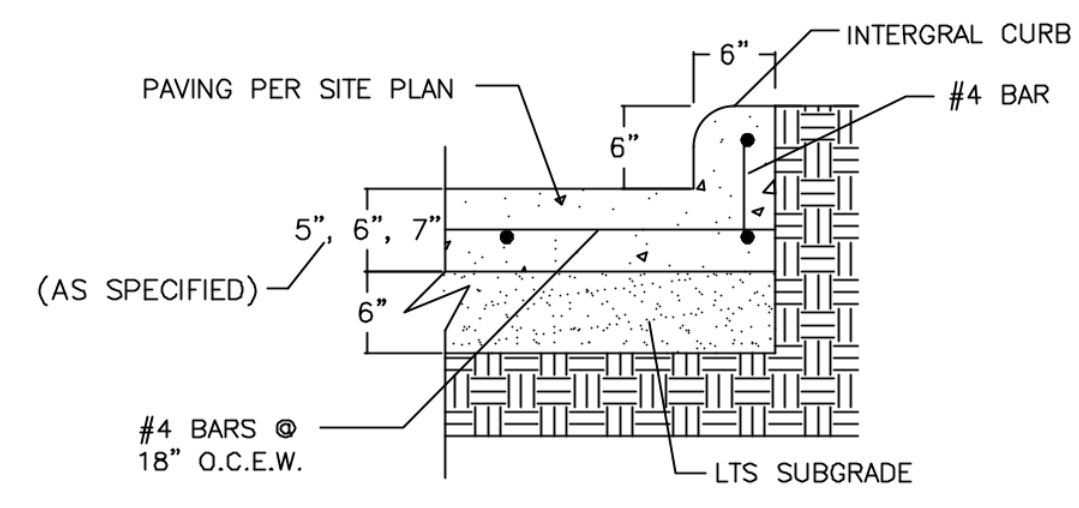 6”
INTERGRAL CURB
PAVING PER SITE PLAN
#4 BAR
6”
5”, 6”, 7”
(AS SPECIFIED)
6”
#4 BARS @
18” O.C.E.W.
LTS SUBGRADE